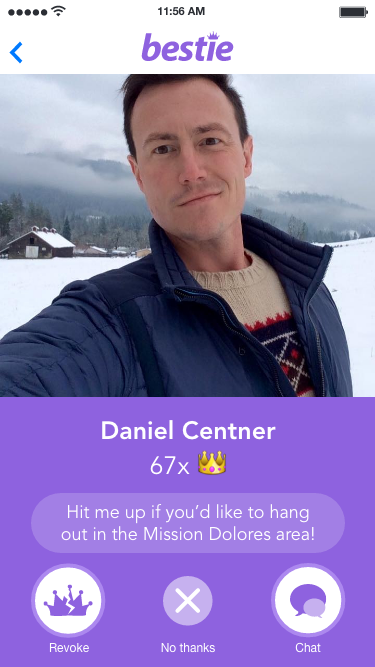 11:56 AM
bestie
Daniel Centner
67x
Hit me up if you’d like to hang
out in the Mission Dolores area!
Revoke
No thanks
Chat